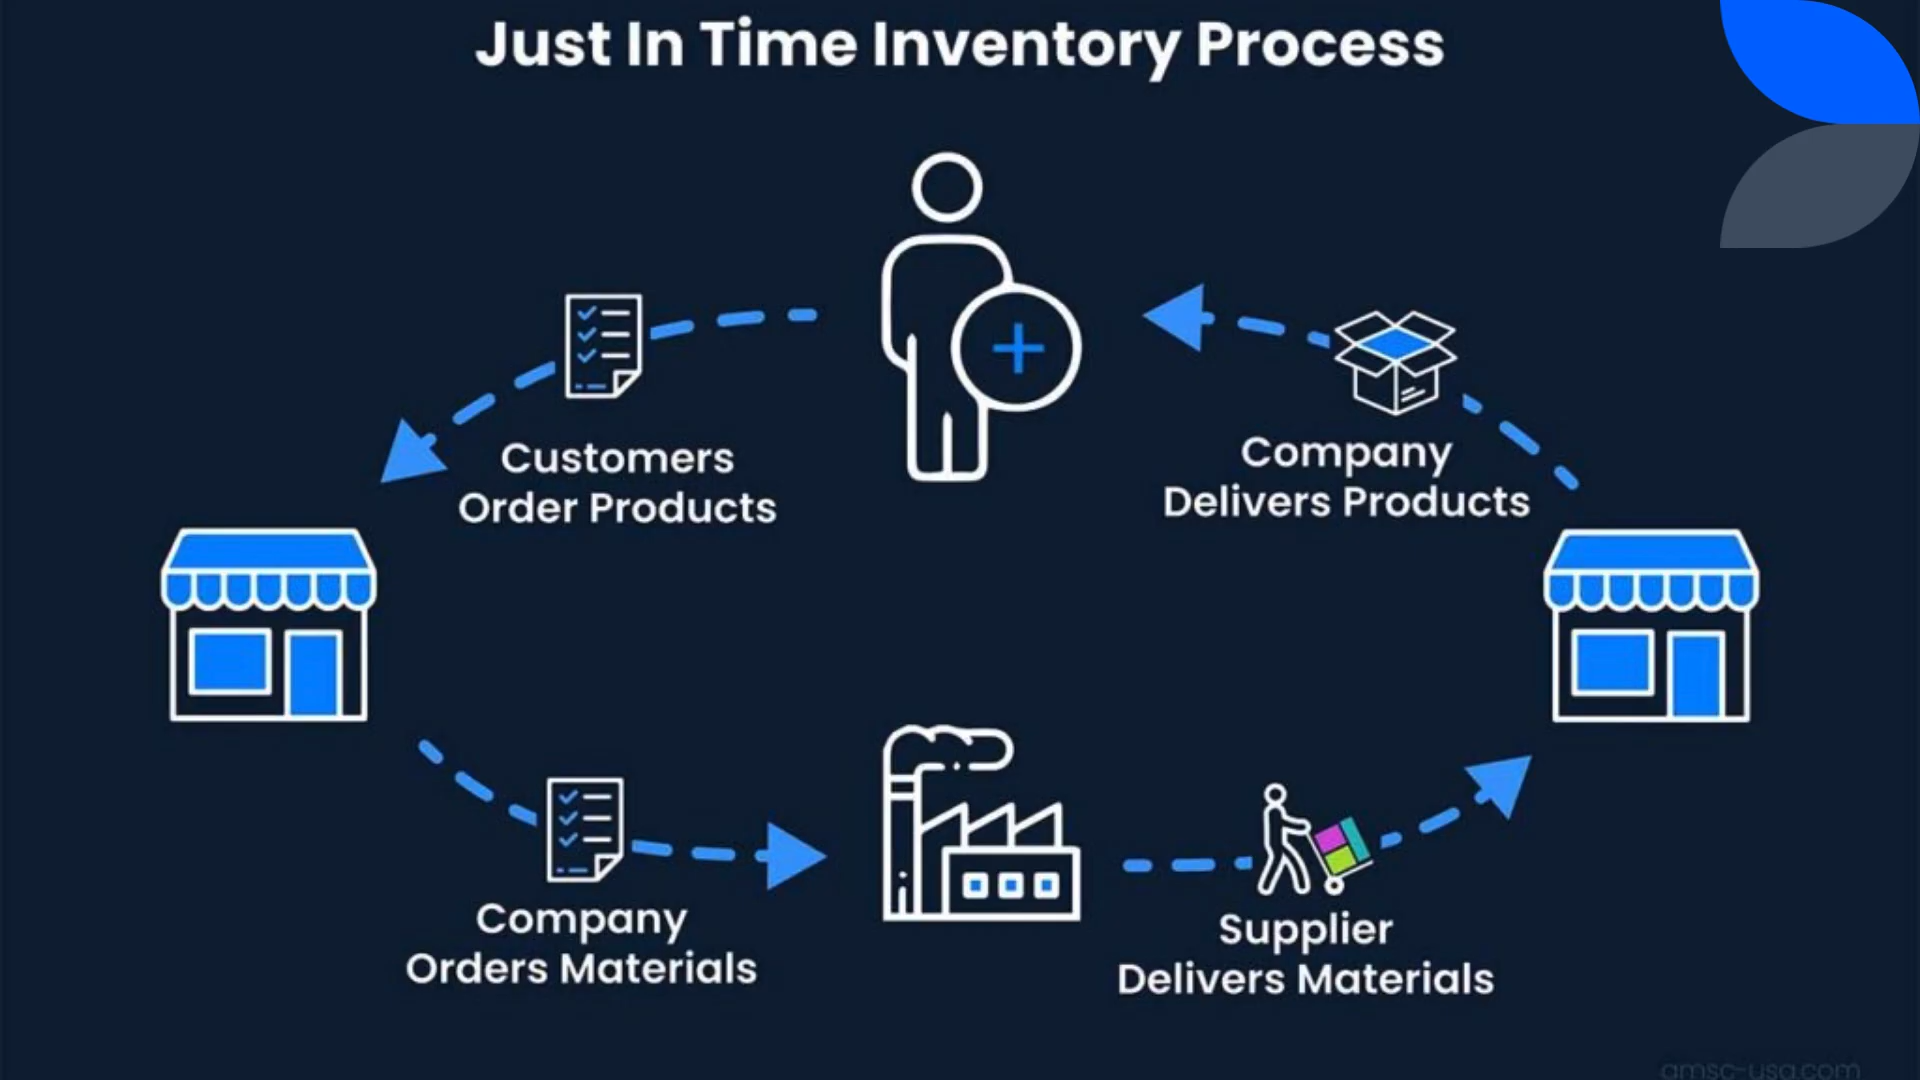 Just In Time Inventory Process
Customers
Order Products
Company
Delivers Products
Company
Orders Materials
Supplier
Delivers Materials
amsc-usa.com